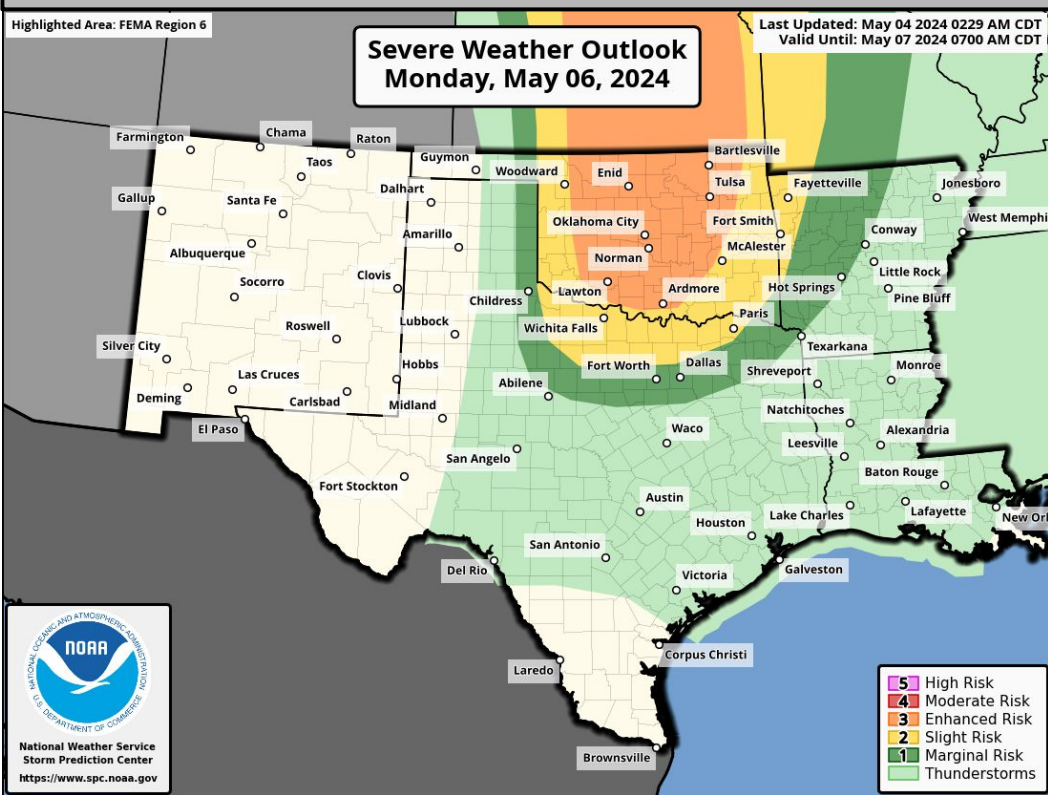 Highlighted Area: FEMA Region 6
Severe Weather Outlook
Monday, May 06, 2024
Last Updated: May 04 2024 0229 AM CDT
Valid Until: May 07 2024 0700 AM CDT
Farmington
Chama
Raton
Taos
Guymon
Woodward
Enid
Bartlesville
Tulsa
Fayetteville
Jonesboro
Gallup
Santa Fe
Dalhart
Oklahoma City
Fort Smith
West Memphi
Albuquerque
Amarillo
Norman
McAlester
Conway
Socorro
Clovis
Childress
Lawton
Ardmore
Hot Springs
Little Rock
Pine Bluff
Roswell
Lubbock
Wichita Falls
Paris
Texarkana
Silver City
Las Cruces
Hobbs
Fort Worth
Dallas
Shreveport
Monroe
Deming
Carlsbad
Midland
Abilene
Natchitoches
El Paso
San Angelo
Waco
Leesville
Alexandria
Fort Stockton
Austin
Baton Rouge
Houston
Lake Charles
Lafayette
New Orl
San Antonio
Del Rio
Galveston
Victoria
Laredo
Corpus Christi
Brownsville
NATIONAL OCEANIC AND ATMOSPHERIC ADMINISTRATION
NOAA
U.S. DEPARTMENT OF COMMERCE
National Weather Service
Storm Prediction Center
https://www.spc.noaa.gov
5 High Risk
4 Moderate Risk
3 Enhanced Risk
2 Slight Risk
1 Marginal Risk
Thunderstorms